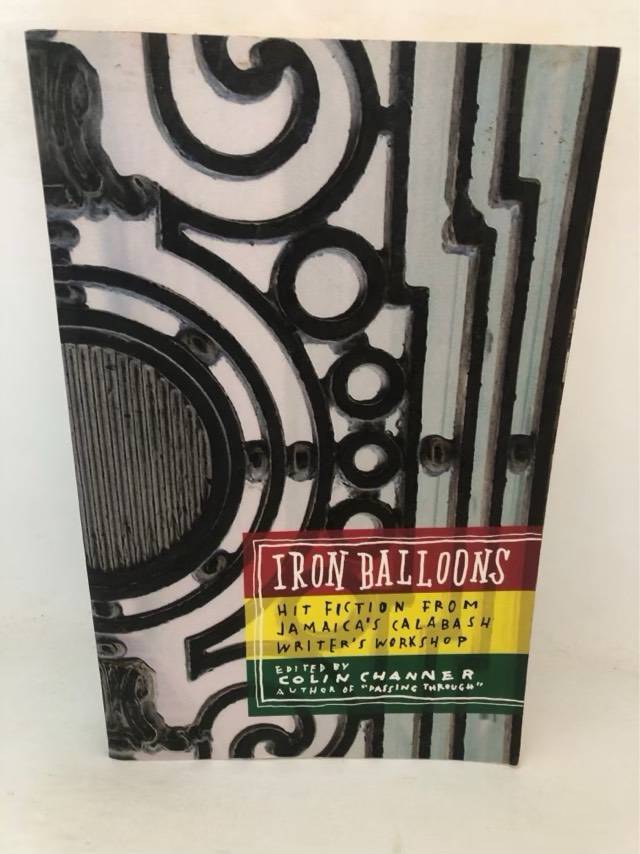 IRON BALLOONS
HIT FICTION FROM
JAMAICA'S CALABASH
WRITER'S WORKSHOP
EDITED BY
COLIN CHANNER
AUTHOR OF "PASSING THROUGH"